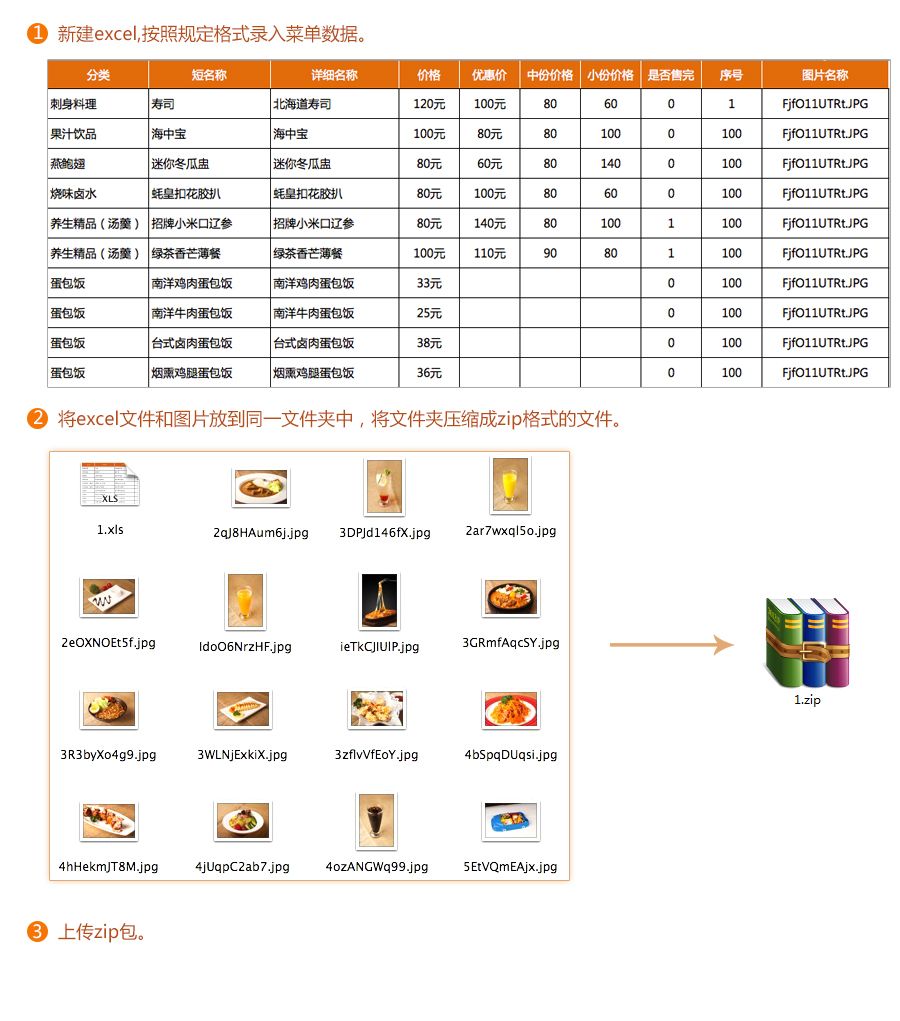 1 新建excel,按照规定格式录入菜单数据。
分类 短名称 详细名称 价格 优惠价 中份价格 小份价格 是否售完 序号 图片名称
刺身料理 寿司 北海道寿司 120元 100元 80 60 0 1 FjfO11UTRt.JPG
果汁饮品 海中宝 海中宝 100元 80元 80 100 0 100 FjfO11UTRt.JPG
燕鲍翅 迷你冬瓜盅 迷你冬瓜盅 80元 60元 80 140 0 100 FjfO11UTRt.JPG
烧味卤水 蚝皇扣花胶扒 蚝皇扣花胶扒 80元 100元 80 60 0 100 FjfO11UTRt.JPG
养生精品（汤羹） 招牌小米口辽参 招牌小米口辽参 80元 140元 80 100 1 100 FjfO11UTRt.JPG
养生精品（汤羹） 绿茶香芒薄餐 绿茶香芒薄餐 100元 110元 90 80 1 100 FjfO11UTRt.JPG
蛋包饭 南洋鸡肉蛋包饭 南洋鸡肉蛋包饭 33元 0 100 FjfO11UTRt.JPG
蛋包饭 南洋牛肉蛋包饭 南洋牛肉蛋包饭 25元 0 100 FjfO11UTRt.JPG
蛋包饭 台式卤肉蛋包饭 台式卤肉蛋包饭 38元 0 100 FjfO11UTRt.JPG
蛋包饭 烟熏鸡腿蛋包饭 烟熏鸡腿蛋包饭 36元 0 100 FjfO11UTRt.JPG
2 将excel文件和图片放到同一文件夹中，将文件夹压缩成zip格式的文件。
XLS
1.xls 2qJ8HAum6j.jpg 3DPJd146fX.jpg 2ar7wxql5o.jpg
2eOXNOEt5f.jpg IdoO6NrzHF.jpg ieTkCJIUIP.jpg 3GRmfAqcSY.jpg
1.zip
3R3byXo4g9.jpg 3WLNjExkiX.jpg 3zflvVfEoY.jpg 4bSpqDUqsi.jpg
4hHekmJT8M.jpg 4jUqpC2ab7.jpg 4ozANGWq99.jpg 5EtVQmEAjx.jpg
3 上传zip包。